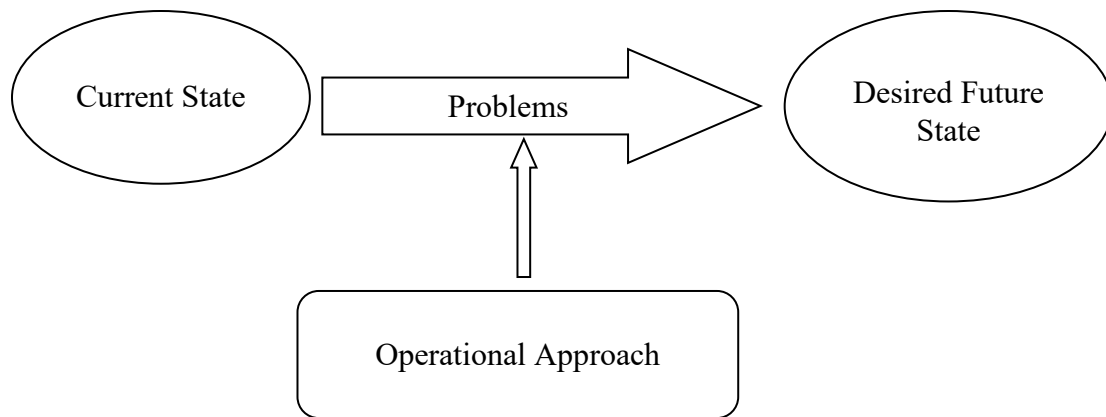 Current State
Problems
Desired Future
State
Operational Approach